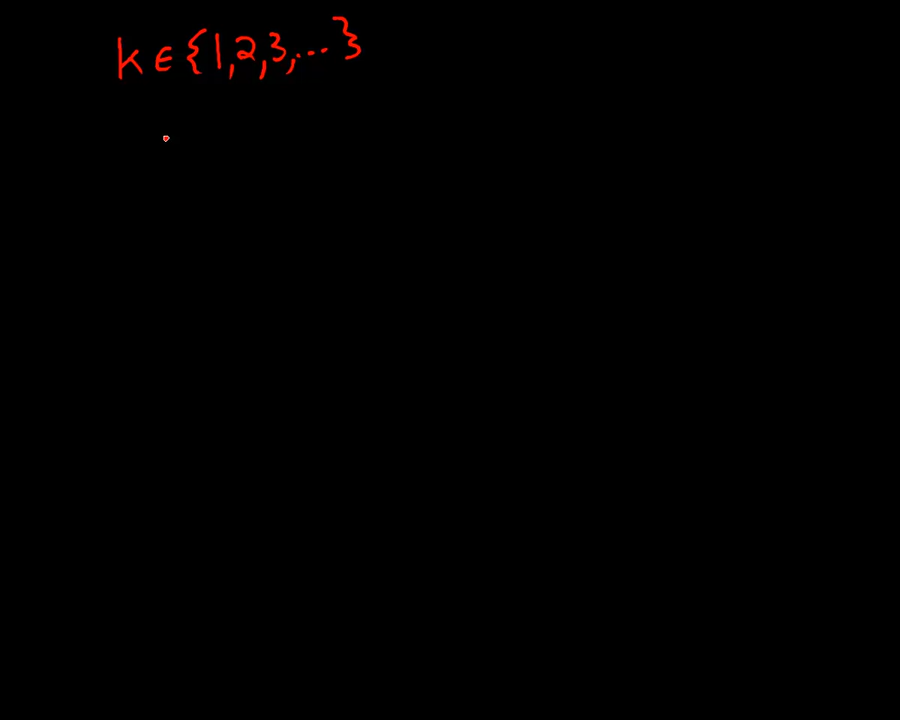 k ∈ {1,2,3,...}